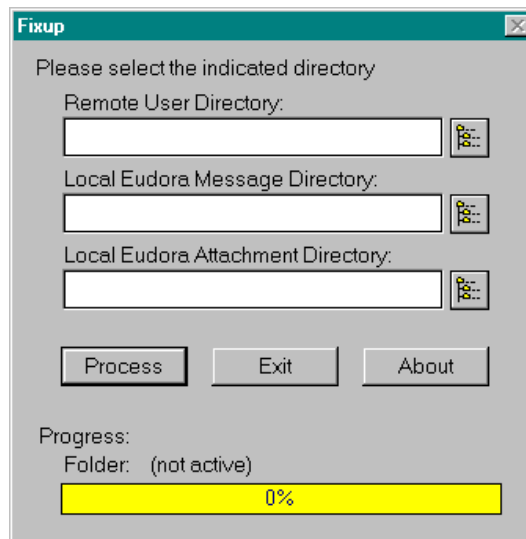 Fixup
Please select the indicated directory
Remote User Directory:
Local Eudora Message Directory:
Local Eudora Attachment Directory:
Process Exit About
Progress:
Folder: (not active)
0%